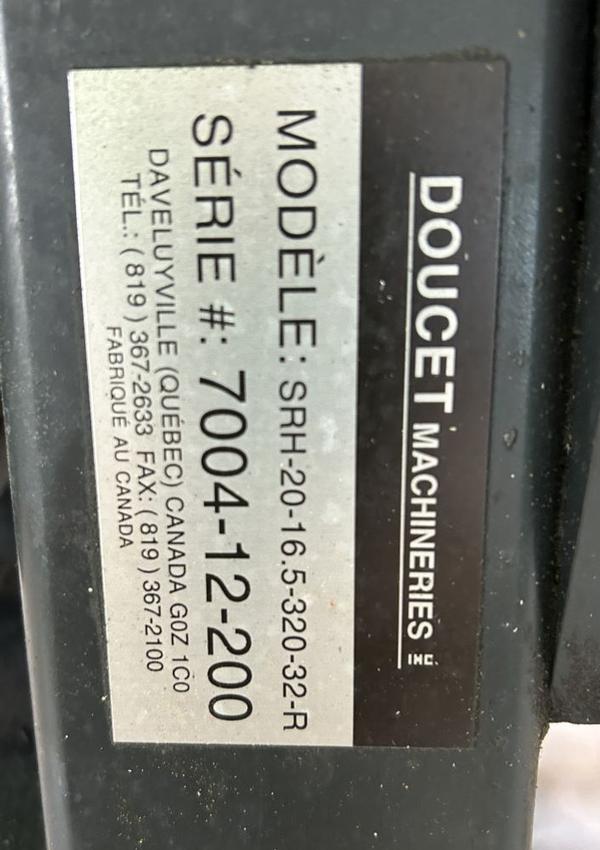 DOUCET MACHINERIES INC
MODÈLE: SRH-20-16.5-320-32-R
SÉRIE #: 7004-12-200
DAVELUYVILLE (QUÉBEC) CANADA G0Z 1C0
TÉL.: ( 819 ) 367-2633 FAX: ( 819 ) 367-2100
FABRIQUÉ AU CANADA